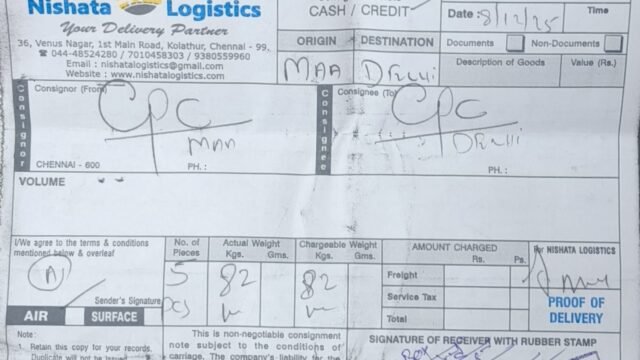 Nishata Logistics
Your Delivery Partner
36, Venus Nagar, 1st Main Road, Kolathur, Chennai - 99.
044-48524280 / 7010458303 / 9380559960
Email : nishatalogistics@gmail.com
Website : www.nishatalogistics.com
CASH / CREDIT
Date : 8/12/25 Time
ORIGIN DESTINATION
MAA DELHI
Documents Non-Documents
Description of Goods Value (Rs.)
Consignor
Consignor (From)
CPC
MAA
CHENNAI - 600 PH. :
Consignee
Consignee (To)
CPC
DELHI
PH. :
VOLUME
I/We agree to the terms & conditions
mentioned below & overleaf
Sender's Signature
AIR SURFACE
No. of Pieces
5
PCS
Actual Weight
Kgs. Gms.
82
Chargeable Weight
Kgs. Gms.
82
AMOUNT CHARGED
Rs. Ps.
Freight
Service Tax
Total
For NISHATA LOGISTICS
PROOF OF
DELIVERY
Note :
1. Retain this copy for your records.
Duplicate will not be issued
This is non-negotiable consignment
note subject to the conditions of
carriage. The company's liability for the
SIGNATURE OF RECEIVER WITH RUBBER STAMP